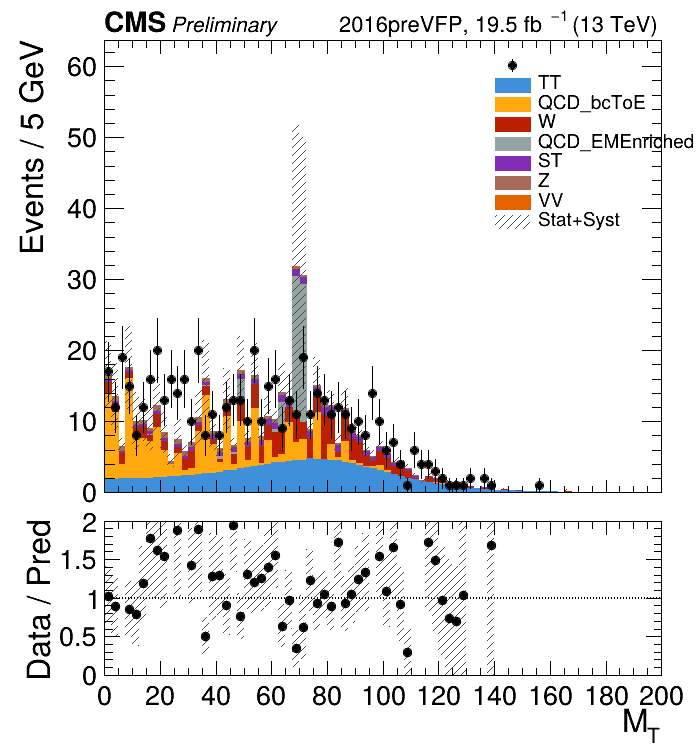 CMS Preliminary 2016preVFP, 19.5 fb ⁻¹ (13 TeV)
Events / 5 GeV
60
50
40
30
20
10
0
TT
QCD_bcToE
W
QCD_EMEnriched
ST
Z
VV
Stat+Syst
Data / Pred
2
1.5
1
0.5
0
0 20 40 60 80 100 120 140 160 180 200
M_T